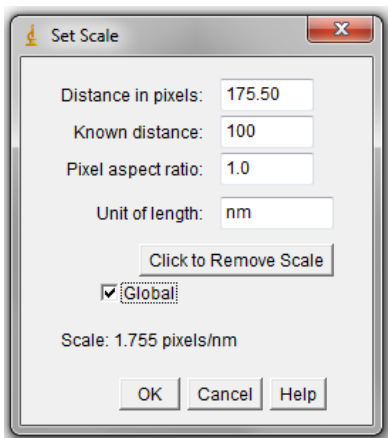 Set Scale
x
Distance in pixels: 175.50
Known distance: 100
Pixel aspect ratio: 1.0
Unit of length: nm
Click to Remove Scale
Global
Scale: 1.755 pixels/nm
OK Cancel Help